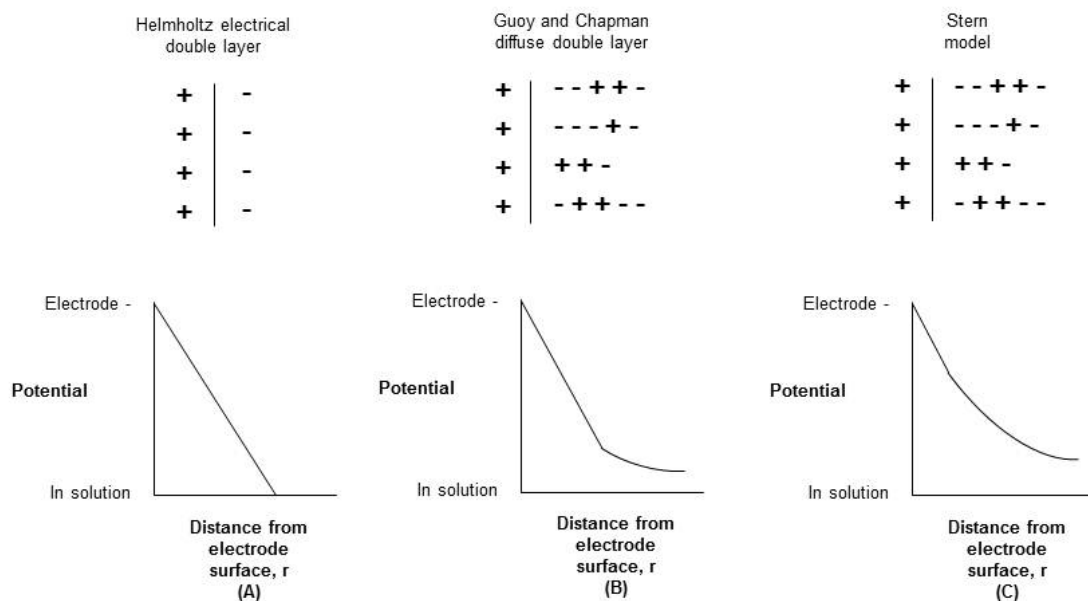 Helmholtz electrical
double layer
+ -
+ -
+ -
+ -
Electrode -
Potential
In solution
Distance from
electrode
surface, r
(A)
Guoy and Chapman
diffuse double layer
+ - - + + -
+ - - - + -
+ + + -
+ - + + - -
Electrode -
Potential
In solution
Distance from
electrode
surface, r
(B)
Stern
model
+ - - + + -
+ - - - + -
+ + + -
+ - + + - -
Electrode -
Potential
In solution
Distance from
electrode
surface, r
(C)